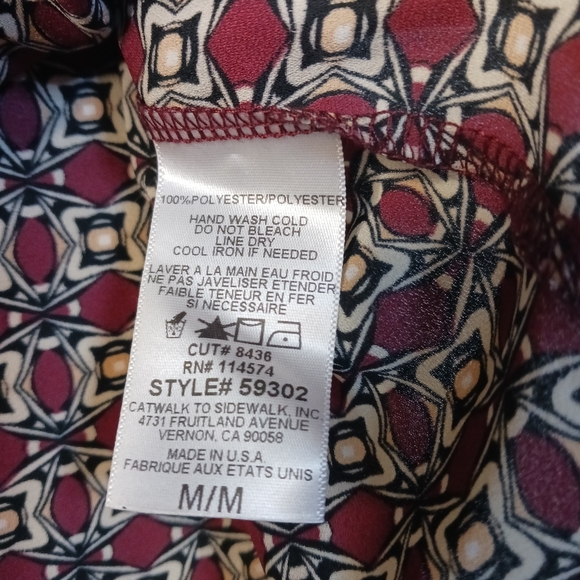 100%POLYESTER/POLYESTER
HAND WASH COLD
DO NOT BLEACH
LINE DRY
COOL IRON IF NEEDED
LAVER A LA MAIN EAU FROID
NE PAS JAVELISER ETENDER
FAIBLE TENEUR EN FER
SI NECESSAIRE
CUT# 8436
RN# 114574
STYLE# 59302
CATWALK TO SIDEWALK, INC.
4731 FRUITLAND AVENUE
VERNON, CA 90058
MADE IN U.S.A.
FABRIQUE AUX ETATS UNIS
M/M